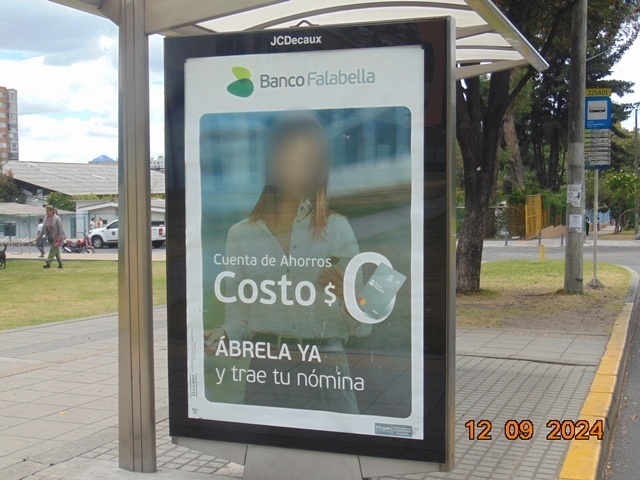 JCDecaux
Banco Falabella
Cuenta de Ahorros
Costo $0
ÁBRELA YA
y trae tu nómina
12 09 2024